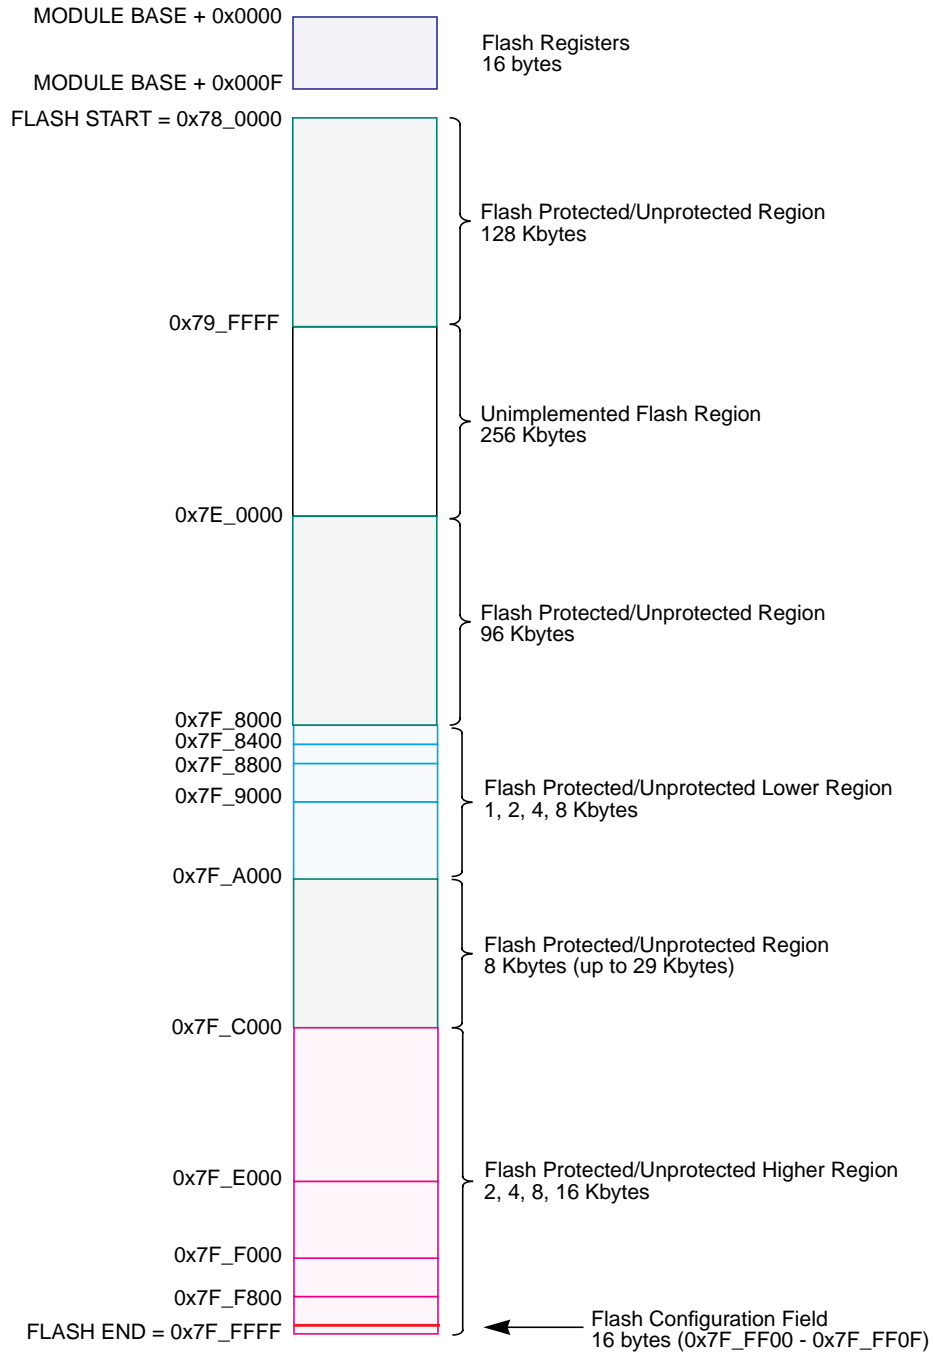 MODULE BASE + 0x0000
Flash Registers
16 bytes
MODULE BASE + 0x000F
FLASH START = 0x78_0000
Flash Protected/Unprotected Region
128 Kbytes
0x79_FFFF
Unimplemented Flash Region
256 Kbytes
0x7E_0000
Flash Protected/Unprotected Region
96 Kbytes
0x7F_8000
0x7F_8400
0x7F_8800
0x7F_9000
Flash Protected/Unprotected Lower Region
1, 2, 4, 8 Kbytes
0x7F_A000
Flash Protected/Unprotected Region
8 Kbytes (up to 29 Kbytes)
0x7F_C000
0x7F_E000
Flash Protected/Unprotected Higher Region
2, 4, 8, 16 Kbytes
0x7F_F000
0x7F_F800
FLASH END = 0x7F_FFFF
Flash Configuration Field
16 bytes (0x7F_FF00 - 0x7F_FF0F)